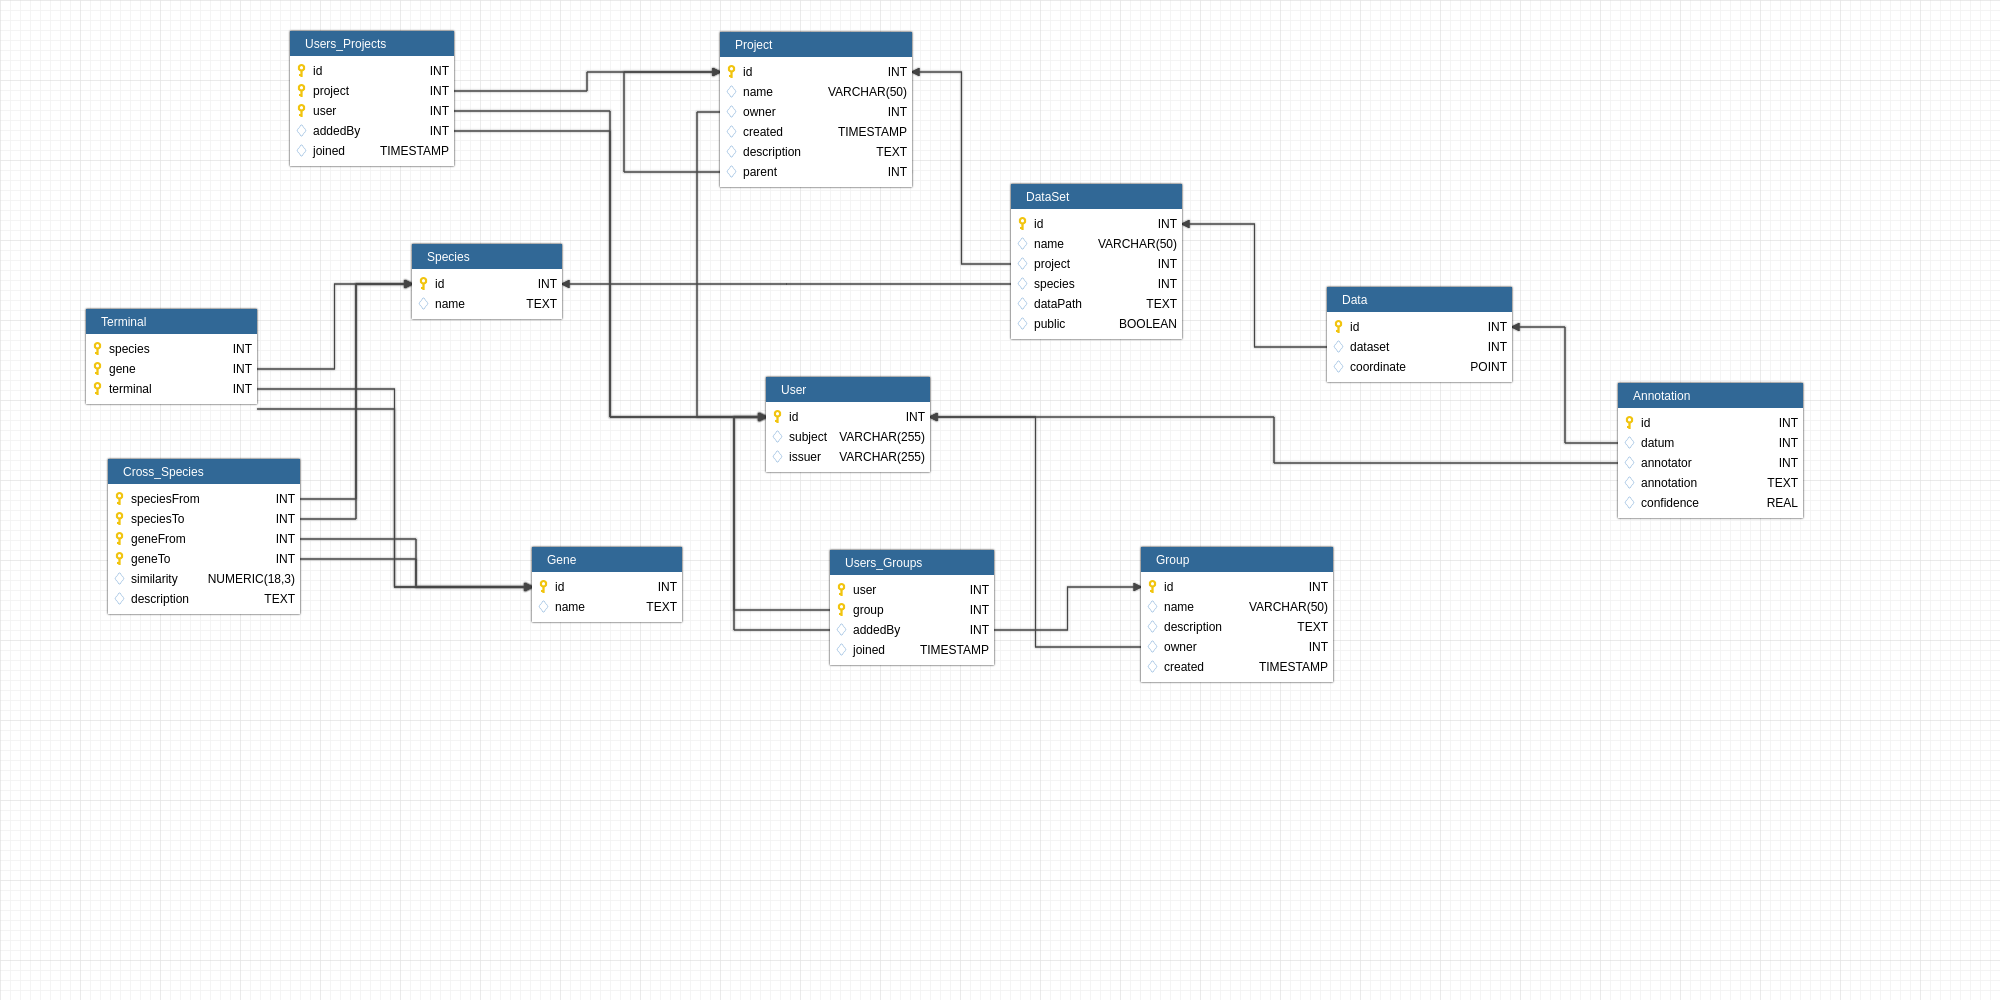 Users_Projects
id INT
project INT
user INT
addedBy INT
joined TIMESTAMP
Project
id INT
name VARCHAR(50)
owner INT
created TIMESTAMP
description TEXT
parent INT
DataSet
id INT
name VARCHAR(50)
project INT
species INT
dataPath TEXT
public BOOLEAN
Species
id INT
name TEXT
Terminal
species INT
gene INT
terminal INT
Data
id INT
dataset INT
coordinate POINT
User
id INT
subject VARCHAR(255)
issuer VARCHAR(255)
Annotation
id INT
datum INT
annotator INT
annotation TEXT
confidence REAL
Cross_Species
speciesFrom INT
speciesTo INT
geneFrom INT
geneTo INT
similarity NUMERIC(18,3)
description TEXT
Gene
id INT
name TEXT
Users_Groups
user INT
group INT
addedBy INT
joined TIMESTAMP
Group
id INT
name VARCHAR(50)
description TEXT
owner INT
created TIMESTAMP